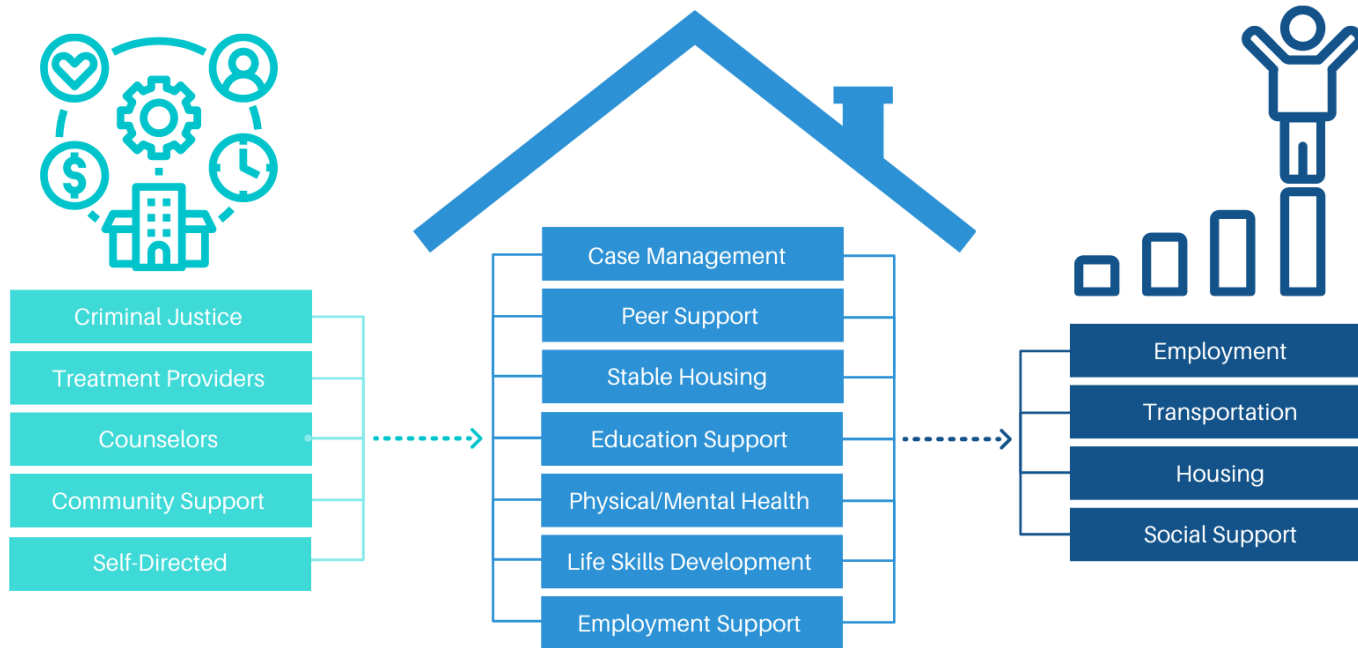 Criminal Justice
Treatment Providers
Counselors
Community Support
Self-Directed
Case Management
Peer Support
Stable Housing
Education Support
Physical/Mental Health
Life Skills Development
Employment Support
Employment
Transportation
Housing
Social Support